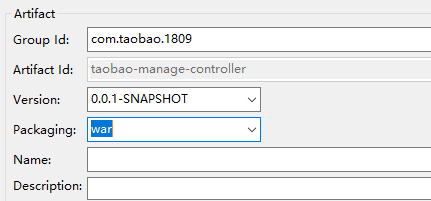 Artifact
Group Id: com.taobao.1809
Artifact Id: taobao-manage-controller
Version: 0.0.1-SNAPSHOT
Packaging: war
Name:
Description: